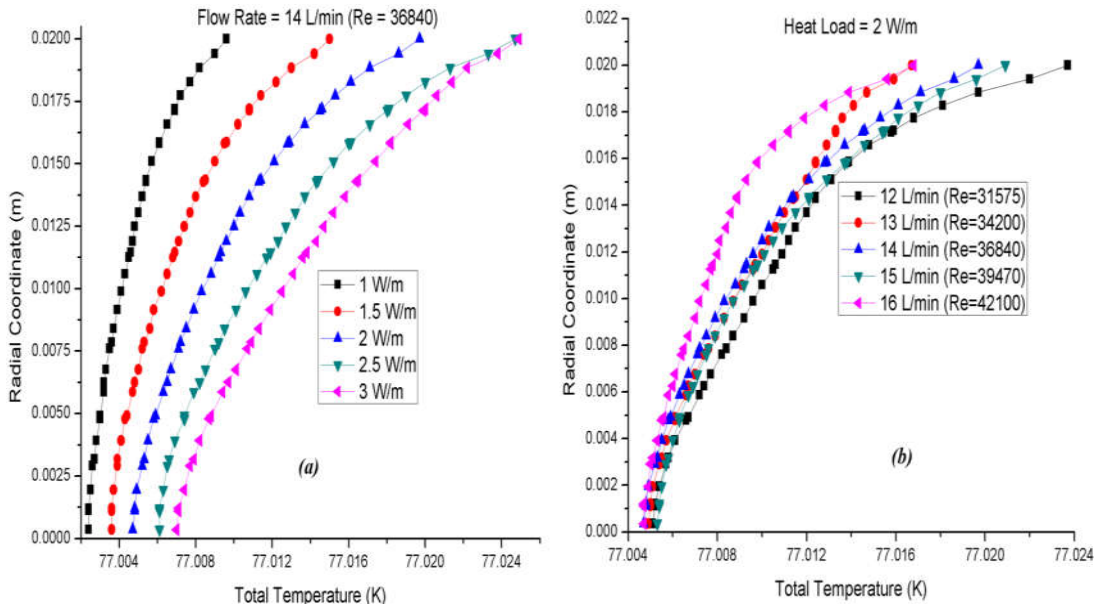 Flow Rate = 14 L/min (Re = 36840)
0.0200
0.0175
0.0150
0.0125
0.0100
0.0075
0.0050
0.0025
0.0000
Radial Coordinate (m)
1 W/m
1.5 W/m
2 W/m
2.5 W/m
3 W/m
(a)
77.004 77.008 77.012 77.016 77.020 77.024
Total Temperature (K)
Heat Load = 2 W/m
0.022
0.020
0.018
0.016
0.014
0.012
0.010
0.008
0.006
0.004
0.002
0.000
Radial Coordinate (m)
12 L/min (Re=31575)
13 L/min (Re=34200)
14 L/min (Re=36840)
15 L/min (Re=39470)
16 L/min (Re=42100)
(b)
77.004 77.008 77.012 77.016 77.020 77.024
Total Temperature (K)